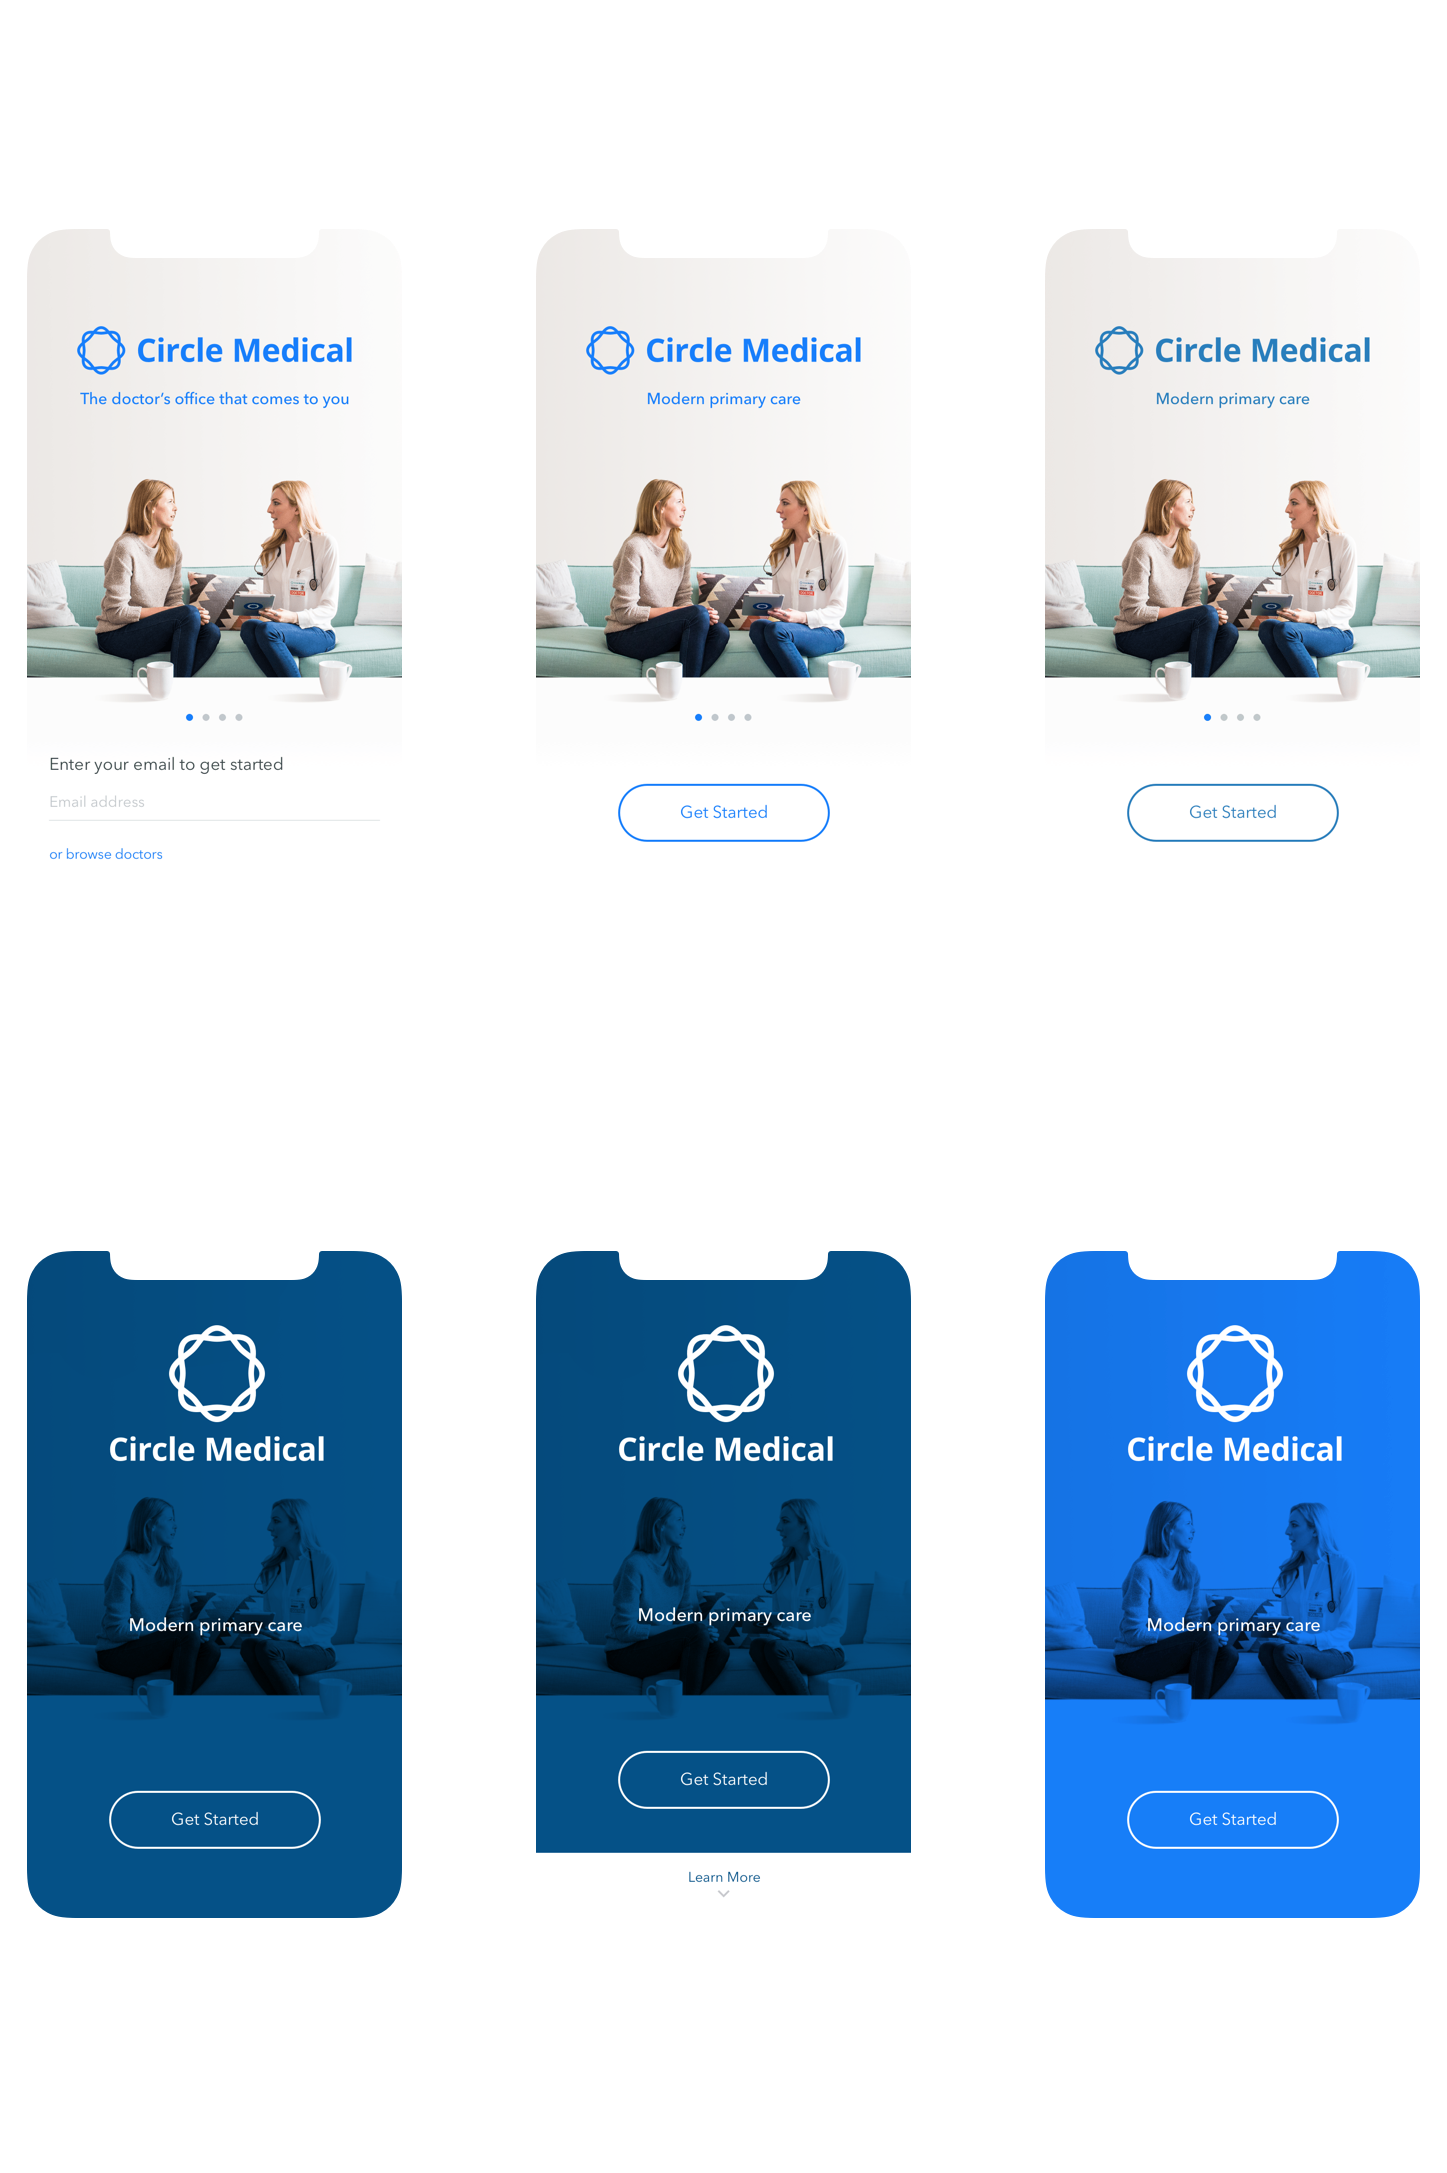 Circle Medical
The doctor’s office that comes to you
Enter your email to get started
Email address
or browse doctors
Circle Medical
Modern primary care
Get Started
Circle Medical
Modern primary care
Get Started
Circle Medical
Modern primary care
Get Started
Circle Medical
Modern primary care
Get Started
Learn More
Circle Medical
Modern primary care
Get Started